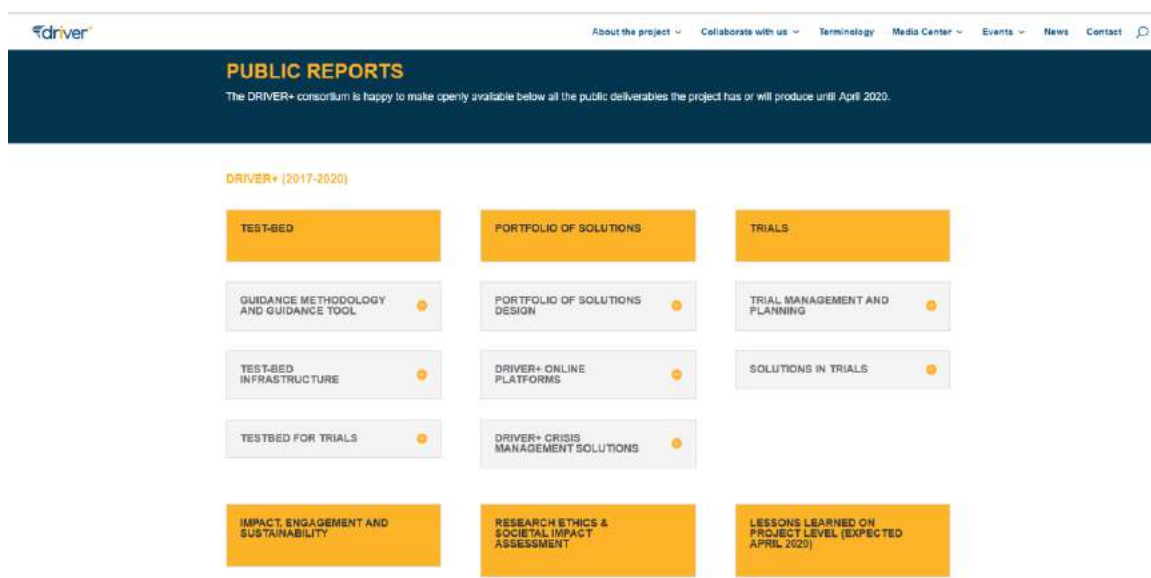 driver+
About the project
Collaborate with us
Terminology
Media Center
Events
News
Contact
PUBLIC REPORTS
The DRIVER+ consortium is happy to make openly available below all the public deliverables the project has or will produce until April 2020.
DRIVER+ (2017-2020)
TEST-BED
PORTFOLIO OF SOLUTIONS
TRIALS
GUIDANCE METHODOLOGY
AND GUIDANCE TOOL
PORTFOLIO OF SOLUTIONS
DESIGN
TRIAL MANAGEMENT AND
PLANNING
TEST-BED
INFRASTRUCTURE
DRIVER+ ONLINE
PLATFORMS
SOLUTIONS IN TRIALS
TESTBED FOR TRIALS
DRIVER+ CRISIS
MANAGEMENT SOLUTIONS
IMPACT, ENGAGEMENT AND
SUSTAINABILITY
RESEARCH ETHICS &
SOCIETAL IMPACT
ASSESSMENT
LESSONS LEARNED ON
PROJECT LEVEL (EXPECTED
APRIL 2020)